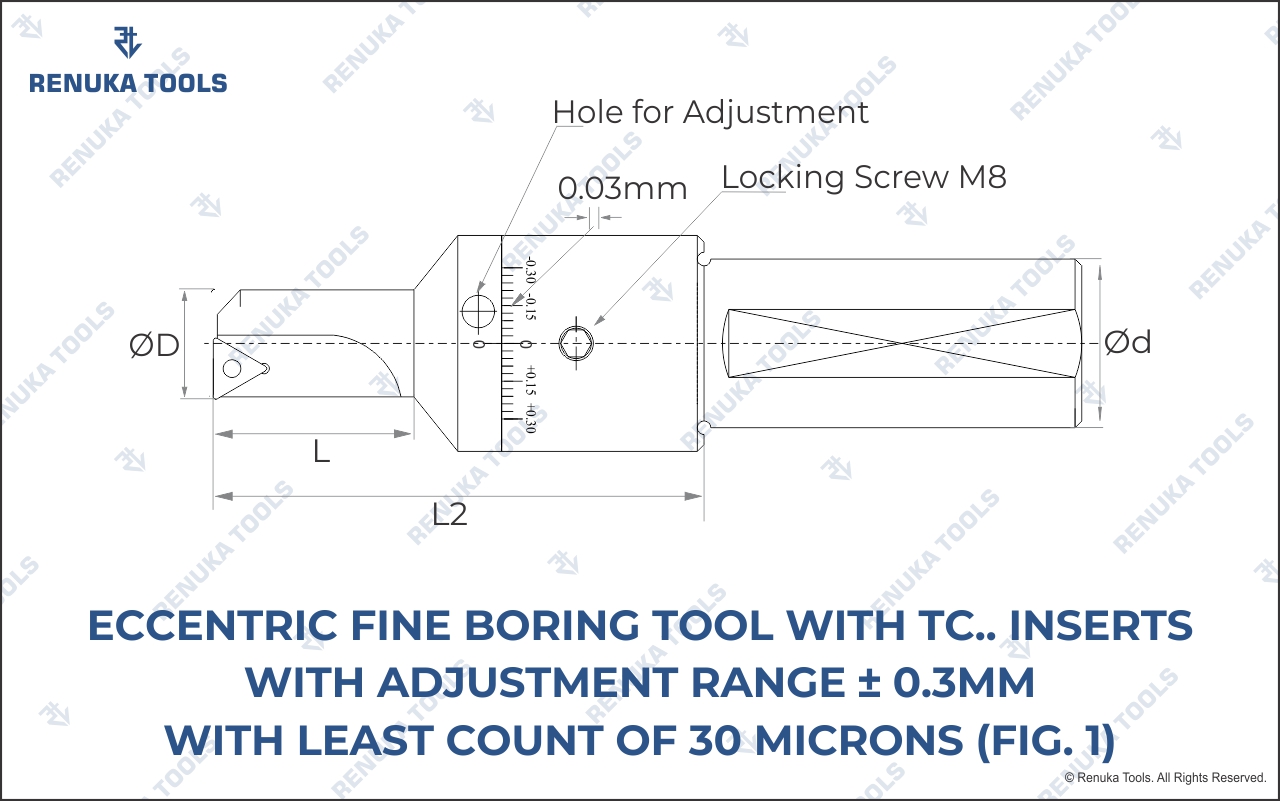 RENUKA TOOLS
Hole for Adjustment
0.03mm
Locking Screw M8
-0.30 -0.15
0 0
+0.15 +0.30
ØD
Ød
L
L2
ECCENTRIC FINE BORING TOOL WITH TC.. INSERTS
WITH ADJUSTMENT RANGE ± 0.3MM
WITH LEAST COUNT OF 30 MICRONS (FIG. 1)
© Renuka Tools. All Rights Reserved.